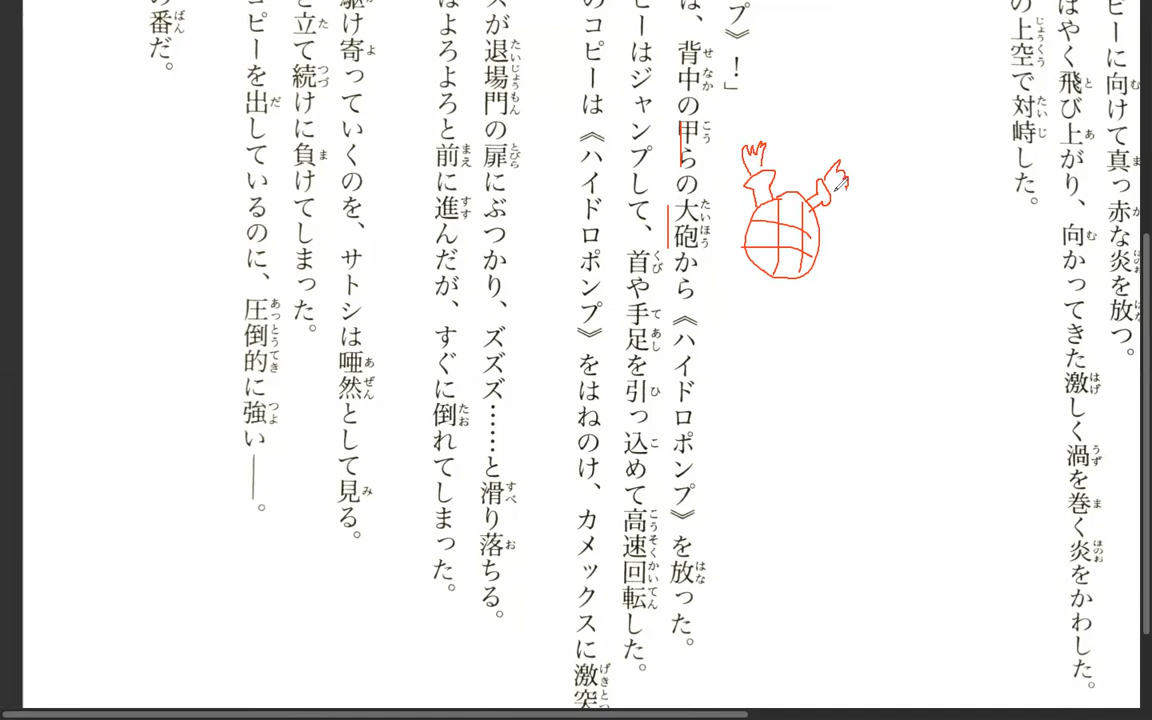 ピーに向けて真っ赤な炎を放つ。
ばやく飛び上がり、向かってきた激しく渦を巻く炎をかわした。
の上空で対峙した。
プ》！」
は、背中の甲らの大砲から《ハイドロポンプ》を放った。
ピーはジャンプして、首や手足を引っ込めて高速回転した。
のコピーは《ハイドロポンプ》をはねのけ、カメックスに激突
スが退場門の扉にぶつかり、ズズズ……と滑り落ちる。
はよろよろと前に進んだが、すぐに倒れてしまった。
駆け寄っていくのを、サトシは唖然として見る。
と立て続けに負けてしまった。
コピーを出しているのに、圧倒的に強い――。
の番だ。